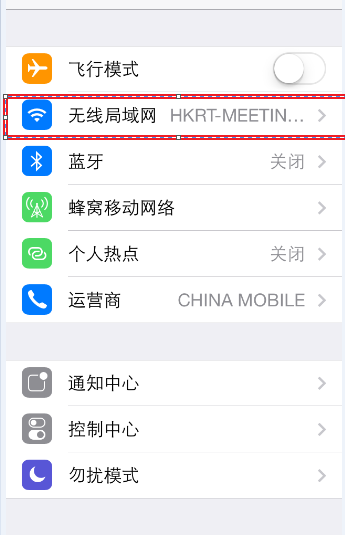 飞行模式
无线局域网 HKRT-MEETIN...
蓝牙 关闭
蜂窝移动网络
个人热点 关闭
运营商 CHINA MOBILE
通知中心
控制中心
勿扰模式